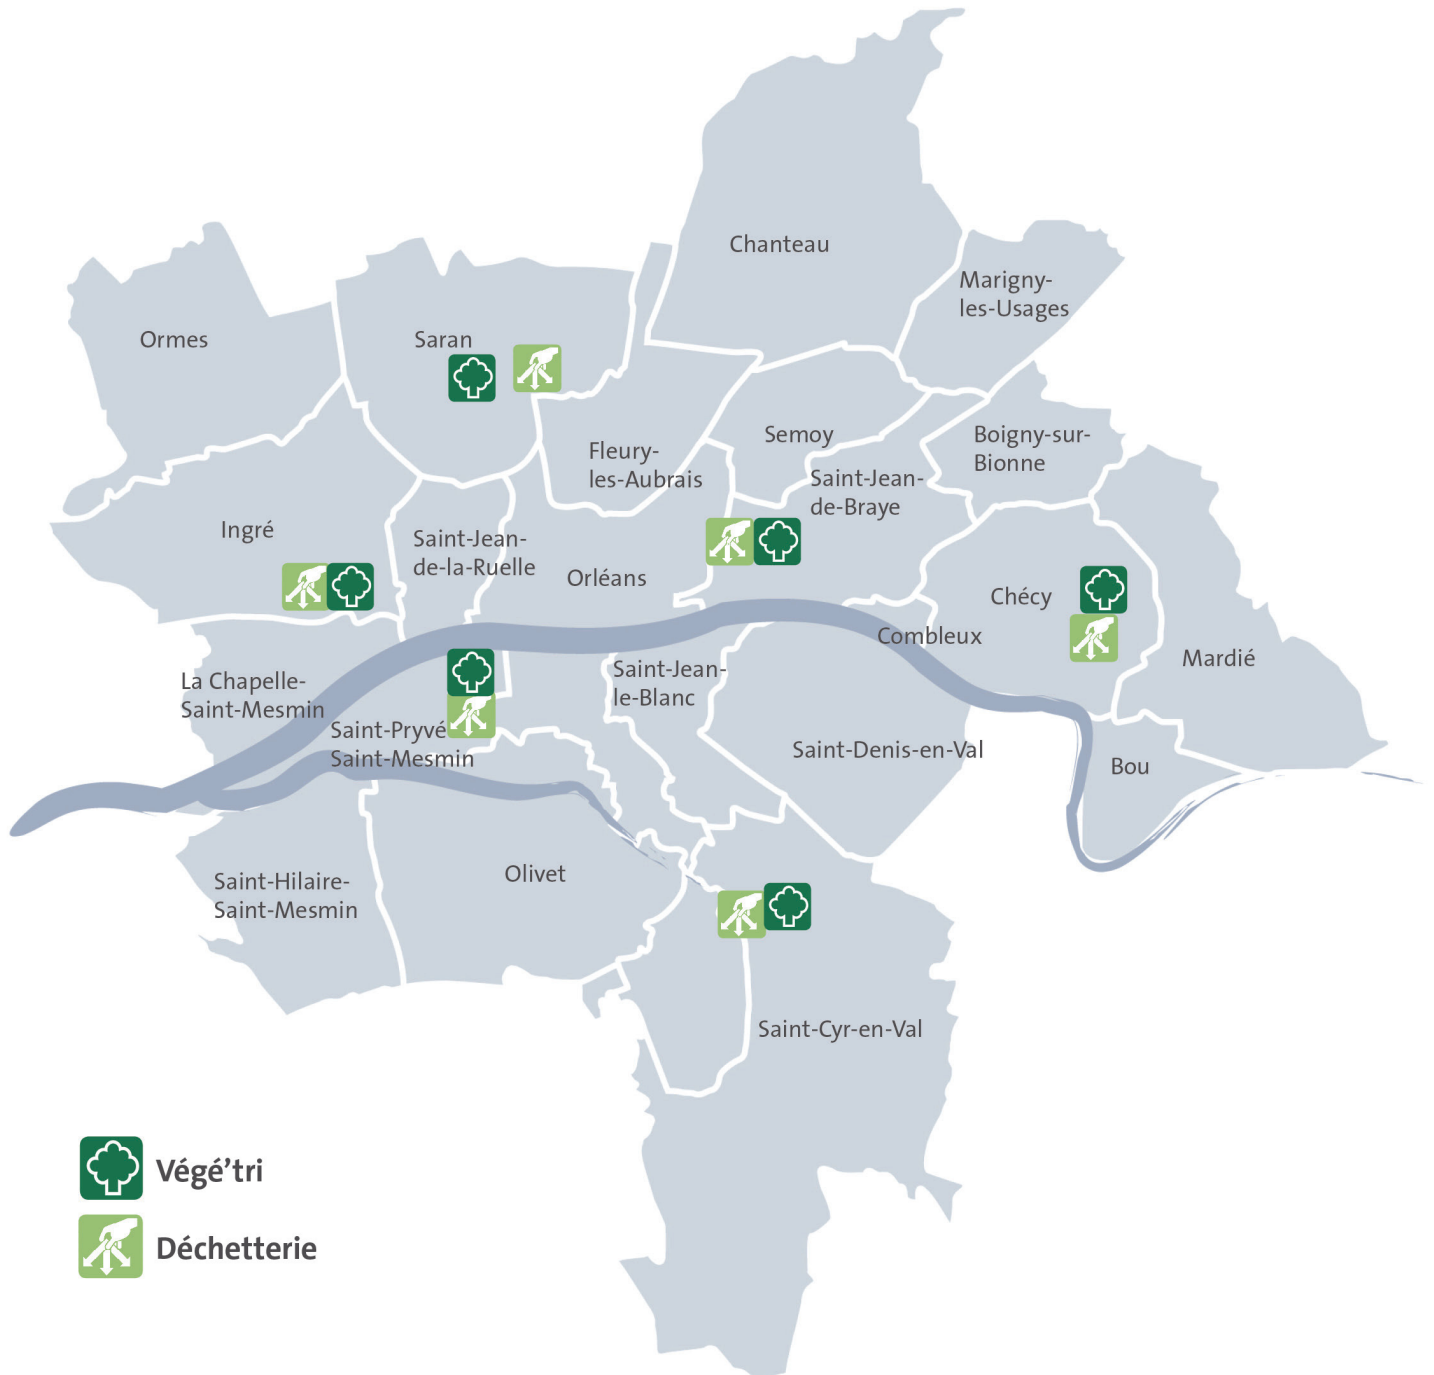 Chanteau
Marigny-
les-Usages
Ormes
Saran
Semoy
Boigny-sur-
Bionne
Fleury-
les-Aubrais
Saint-Jean-
de-Braye
Ingré
Saint-Jean-
de-la-Ruelle
Orléans
Chécy
Combleux
Mardié
La Chapelle-
Saint-Mesmin
Saint-Jean-
le-Blanc
Saint-Pryvé
Saint-Mesmin
Saint-Denis-en-Val
Bou
Saint-Hilaire-
Saint-Mesmin
Olivet
Saint-Cyr-en-Val
Végé’tri
Déchetterie